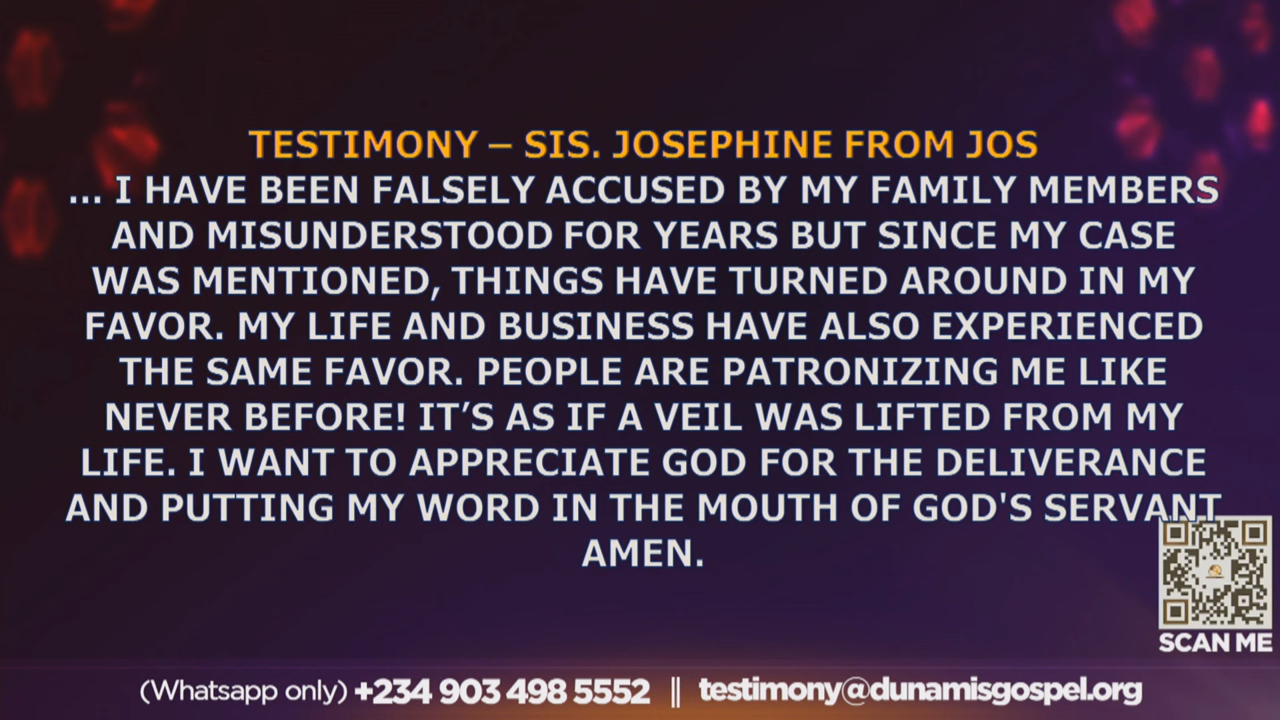 TESTIMONY – SIS. JOSEPHINE FROM JOS
... I HAVE BEEN FALSELY ACCUSED BY MY FAMILY MEMBERS
AND MISUNDERSTOOD FOR YEARS BUT SINCE MY CASE
WAS MENTIONED, THINGS HAVE TURNED AROUND IN MY
FAVOR. MY LIFE AND BUSINESS HAVE ALSO EXPERIENCED
THE SAME FAVOR. PEOPLE ARE PATRONIZING ME LIKE
NEVER BEFORE! IT’S AS IF A VEIL WAS LIFTED FROM MY
LIFE. I WANT TO APPRECIATE GOD FOR THE DELIVERANCE
AND PUTTING MY WORD IN THE MOUTH OF GOD'S SERVANT
AMEN.
SCAN ME
(Whatsapp only) +234 903 498 5552 || testimony@dunamisgospel.org